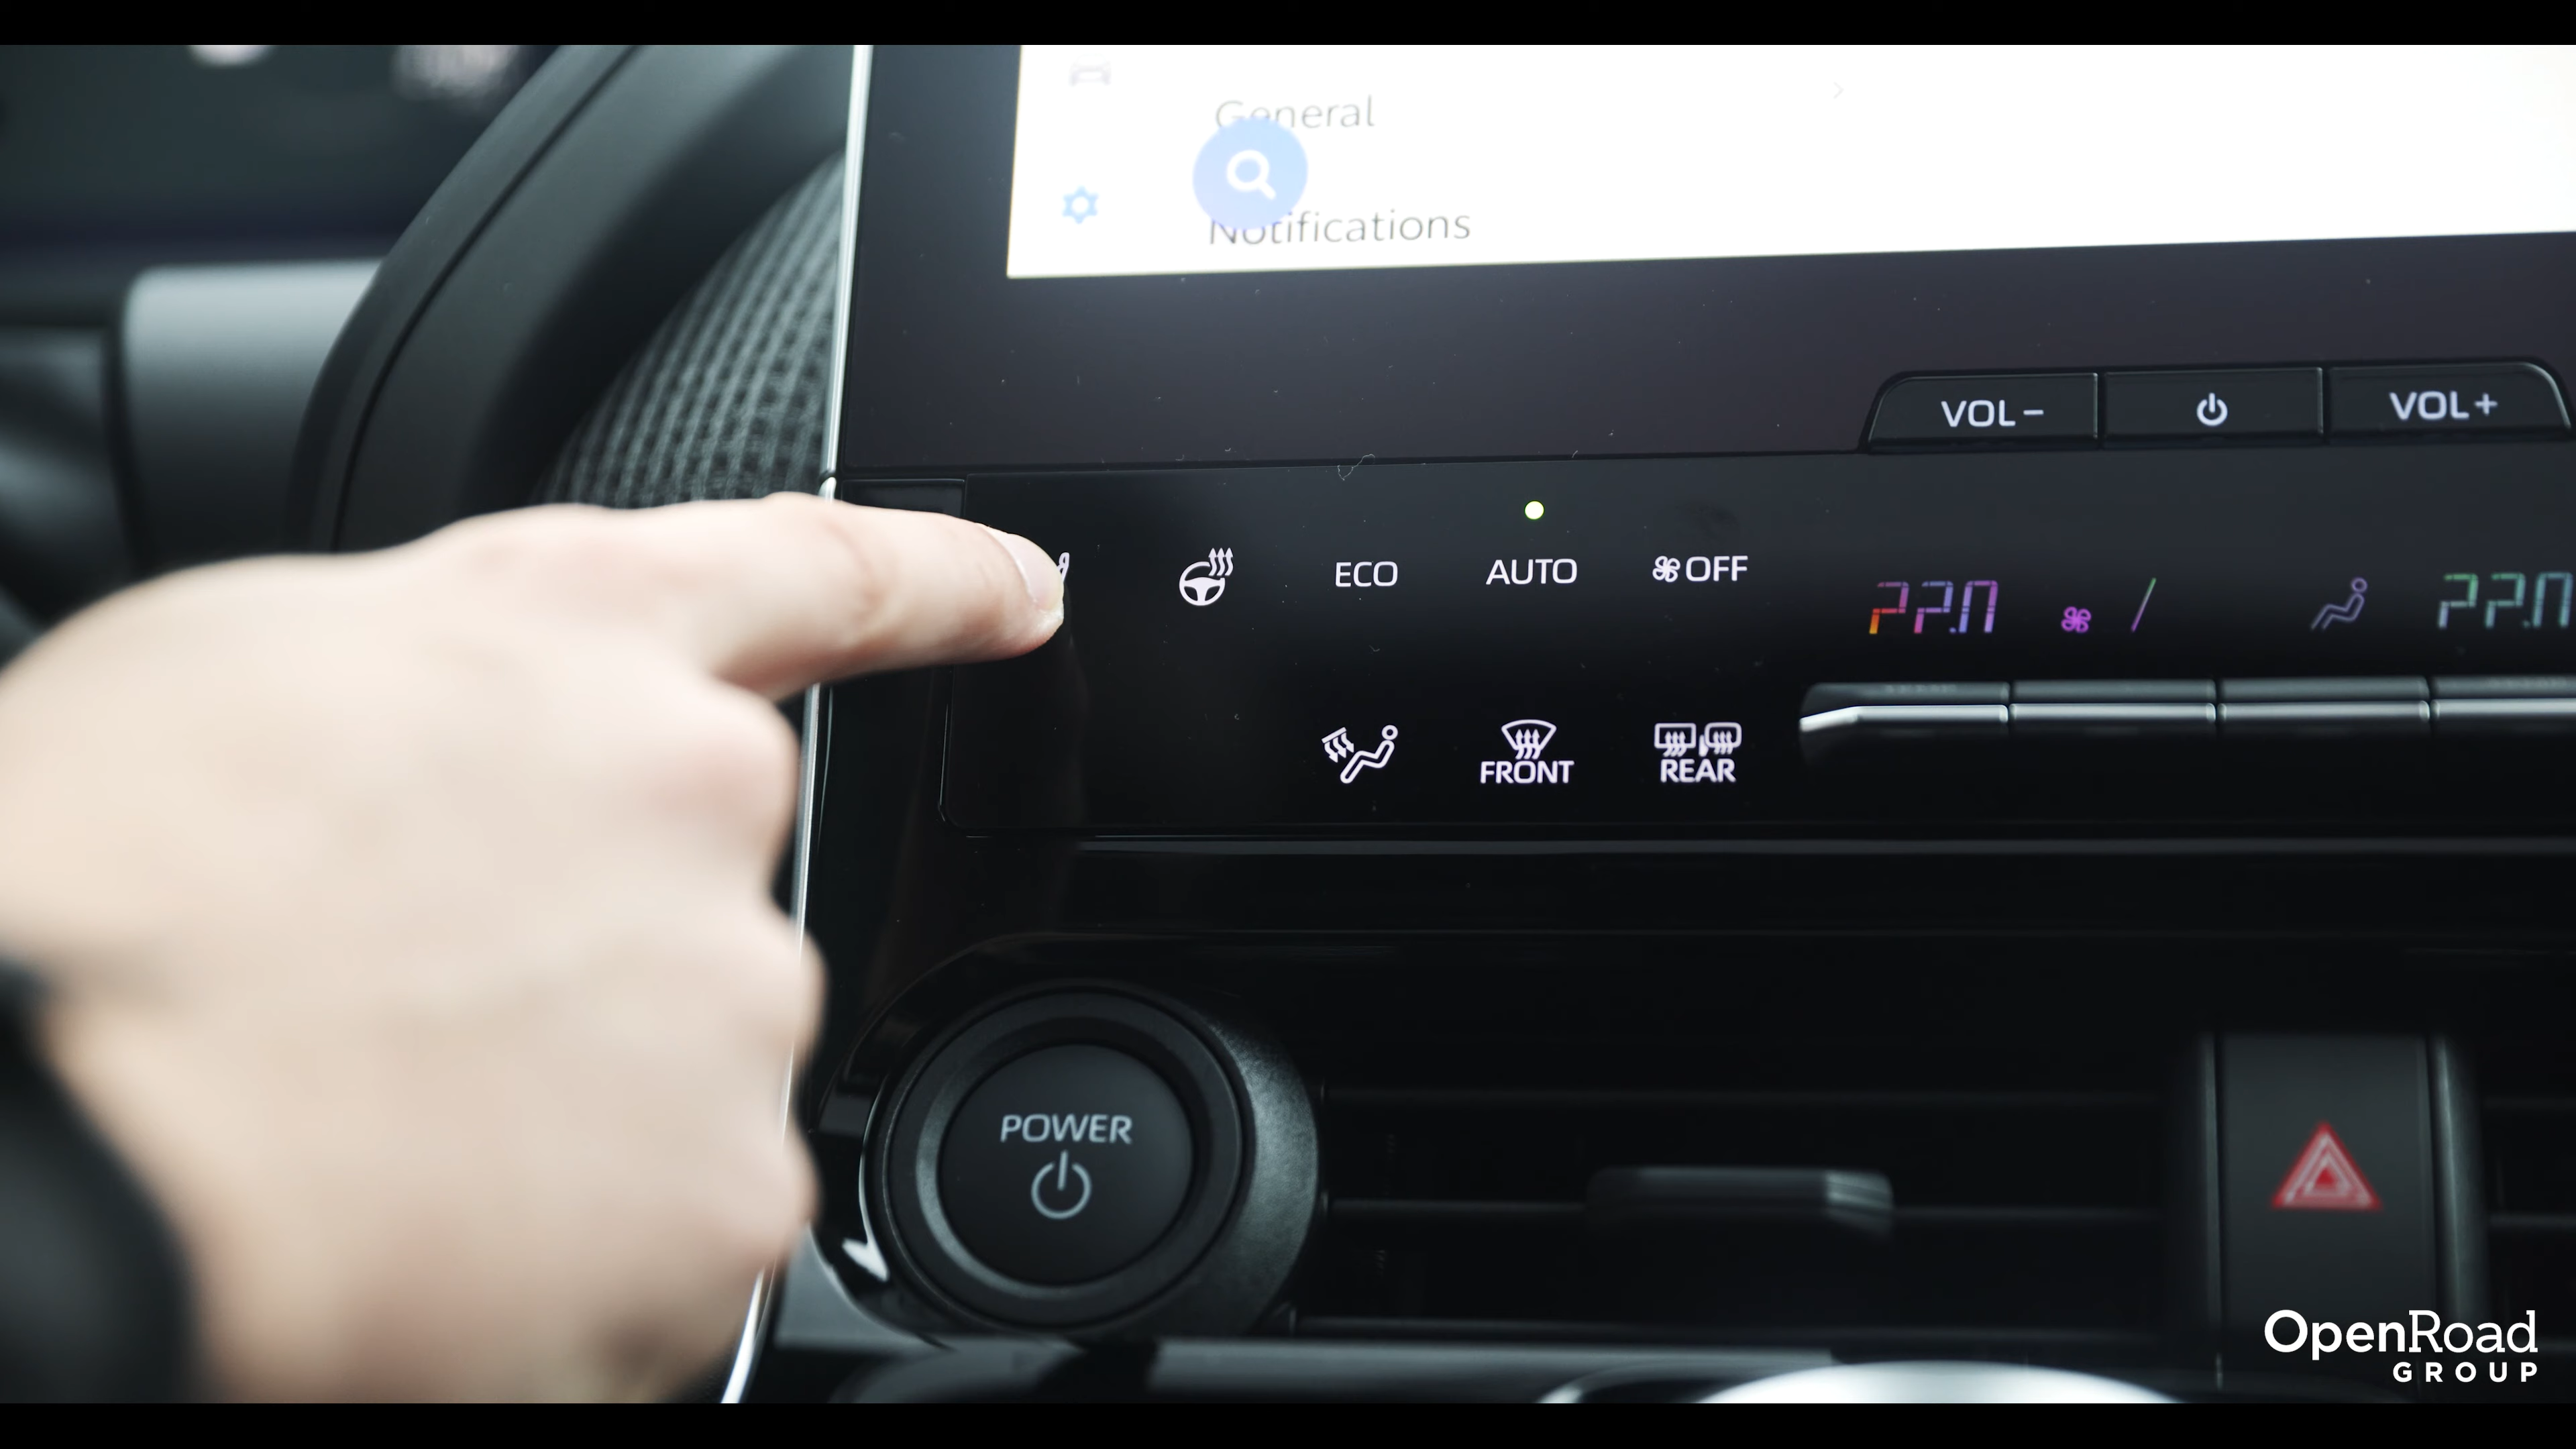 General
Notifications
VOL - VOL +
ECO AUTO OFF
22.0 22.0
FRONT REAR
POWER
OpenRoad
GROUP